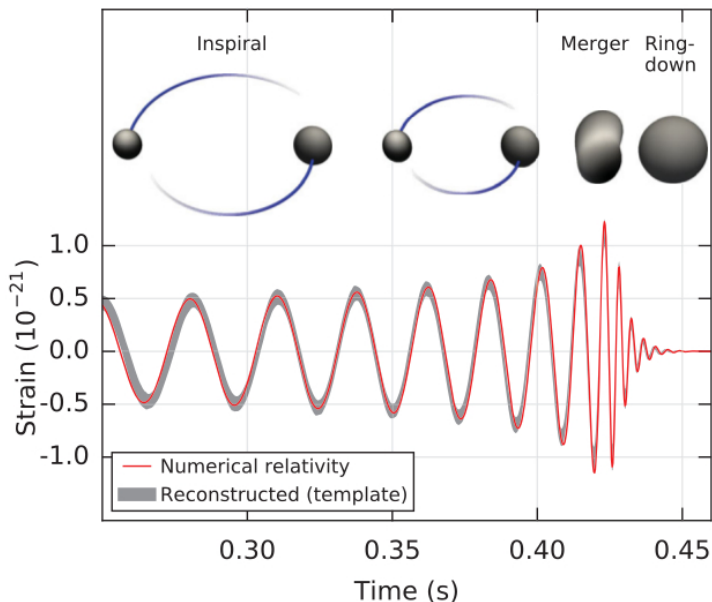 Inspiral
Merger
Ring-
down
Strain (10⁻²¹)
1.0
0.5
0.0
-0.5
-1.0
Numerical relativity
Reconstructed (template)
0.30
0.35
0.40
0.45
Time (s)